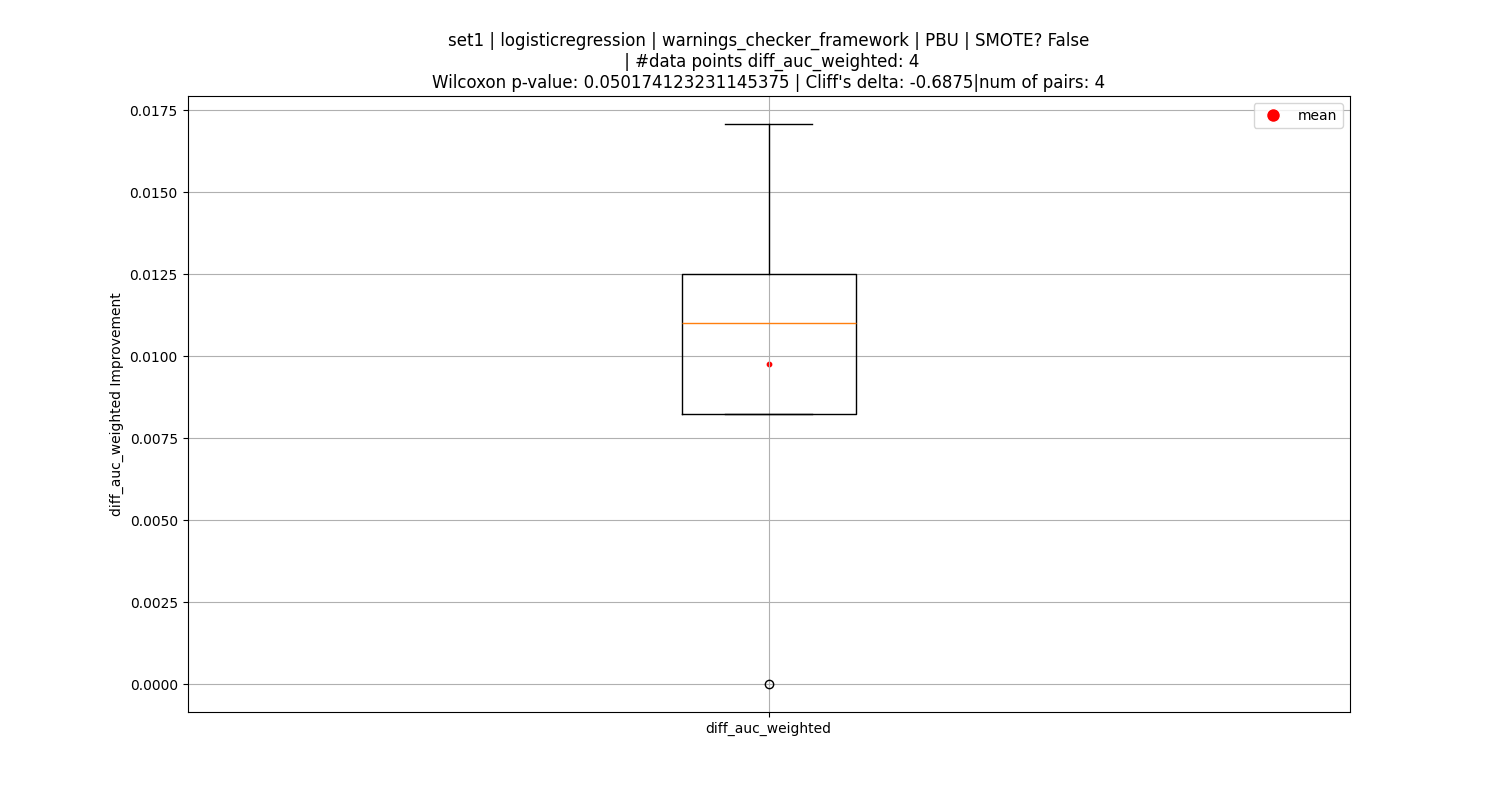 set1 | logisticregression | warnings_checker_framework | PBU | SMOTE? False
| #data points diff_auc_weighted: 4
Wilcoxon p-value: 0.050174123231145375 | Cliff's delta: -0.6875|num of pairs: 4
mean
0.0175
0.0150
0.0125
0.0100
0.0075
0.0050
0.0025
0.0000
diff_auc_weighted Improvement
diff_auc_weighted